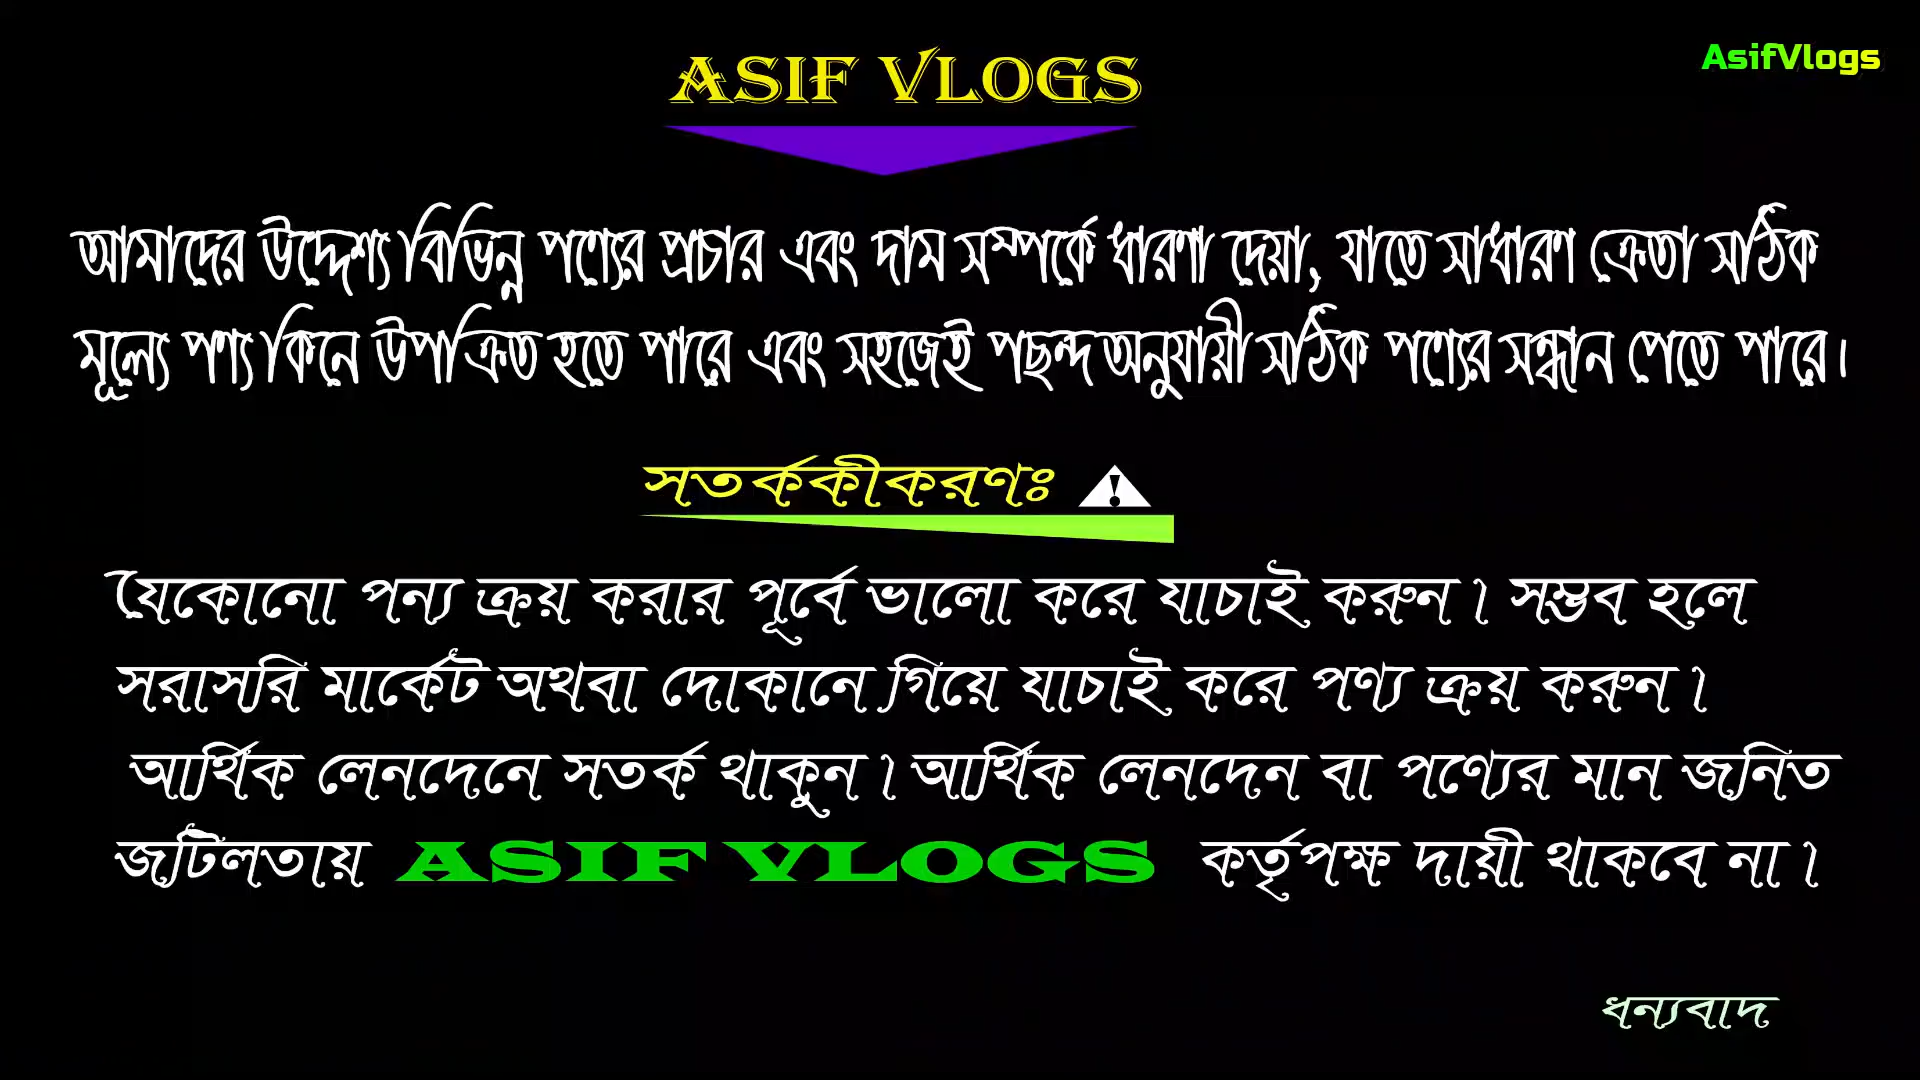 ASIF VLOGS
AsifVlogs
আমাদের উদ্দেশ্য বিভিন্ন পণ্যের প্রচার এবং দাম সম্পর্কে ধারণা দেয়া, যাতে সাধারণ ক্রেতা সঠিক
মূল্যে পণ্য কিনে উপক্রিত হতে পারে এবং সহজেই পছন্দ অনুযায়ী সঠিক পণ্যের সন্ধান পেতে পারে।
সতর্ককীকরণঃ
যেকোনো পন্য ক্রয় করার পূর্বে ভালো করে যাচাই করুন। সম্ভব হলে
সরাসরি মার্কেট অথবা দোকানে গিয়ে যাচাই করে পণ্য ক্রয় করুন।
আর্থিক লেনদেনে সতর্ক থাকুন। আর্থিক লেনদেন বা পণ্যের মান জনিত
জটিলতায় ASIF VLOGS কর্তৃপক্ষ দায়ী থাকবে না।
ধন্যবাদ